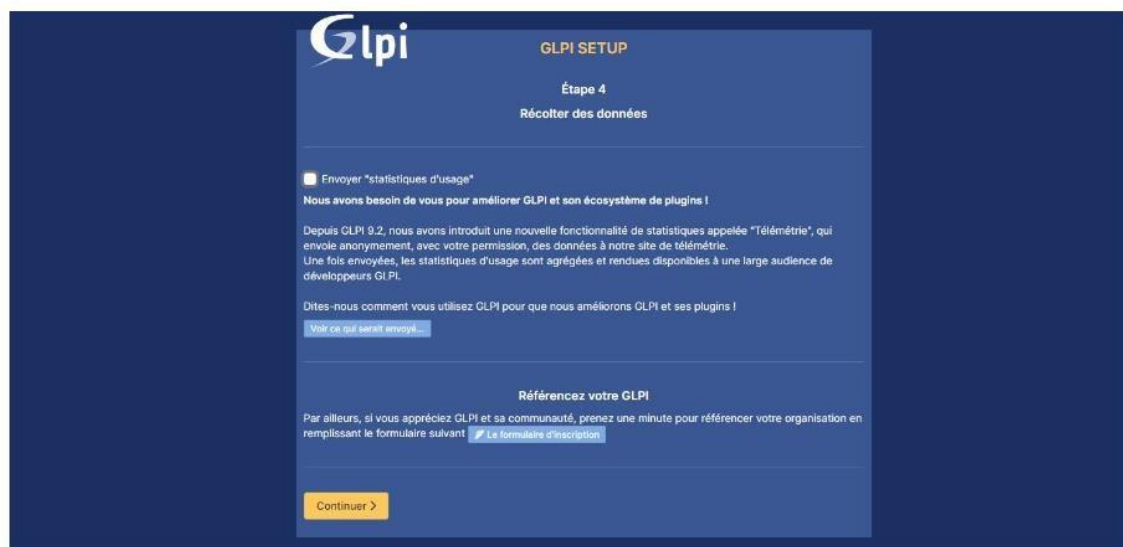 Glpi
GLPI SETUP
Étape 4
Récolter des données
Envoyer "statistiques d'usage"
Nous avons besoin de vous pour améliorer GLPI et son écosystème de plugins !
Depuis GLPI 9.2, nous avons introduit une nouvelle fonctionnalité de statistiques appelée "Télémétrie", qui
envoie anonymement, avec votre permission, des données à notre site de télémétrie.
Une fois envoyées, les statistiques d'usage sont agrégées et rendues disponibles à une large audience de
développeurs GLPI.
Dites-nous comment vous utilisez GLPI pour que nous améliorons GLPI et ses plugins !
Voir ce qui serait envoyé...
Référencez votre GLPI
Par ailleurs, si vous appréciez GLPI et sa communauté, prenez une minute pour référencer votre organisation en
remplissant le formulaire suivant Le formulaire d'inscription
Continuer >